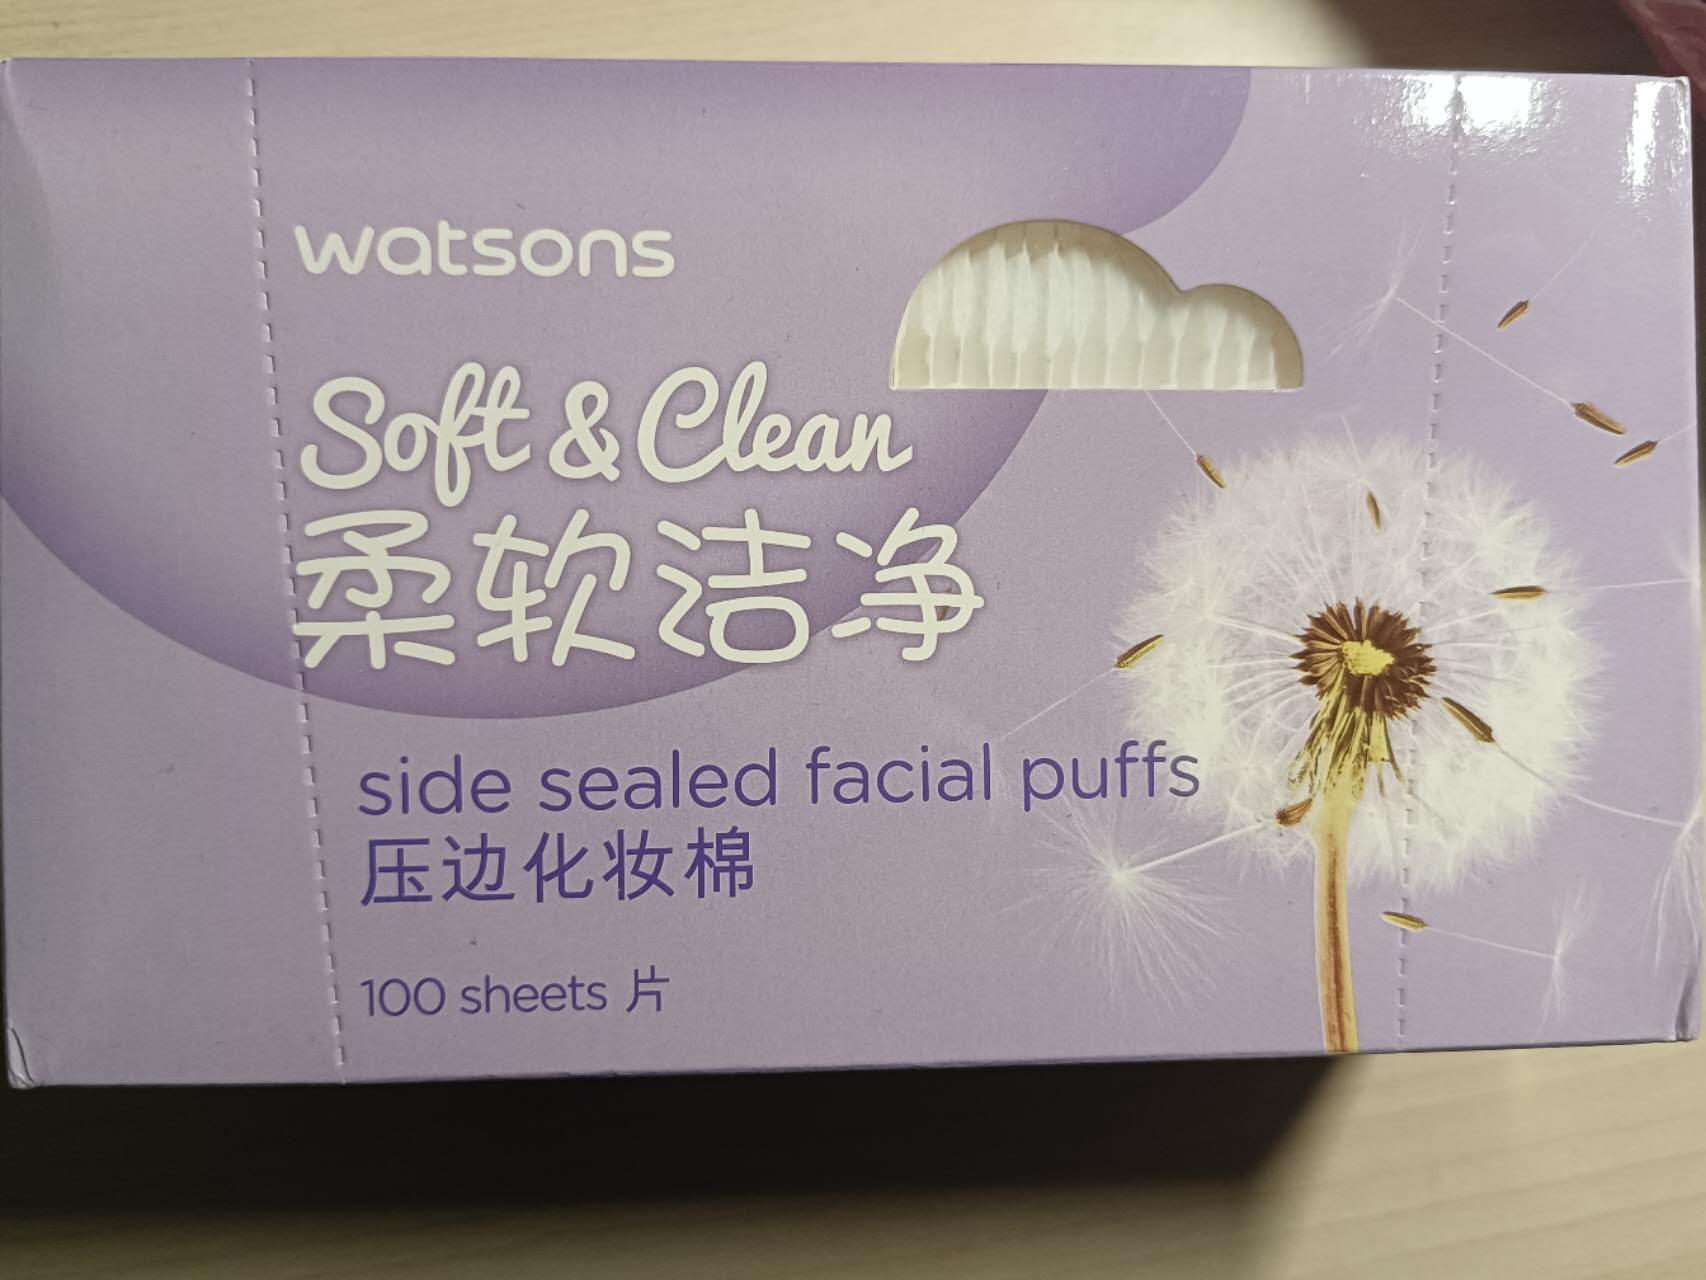 watsons
Soft & Clean
柔软洁净
side sealed facial puffs
压边化妆棉
100 sheets 片